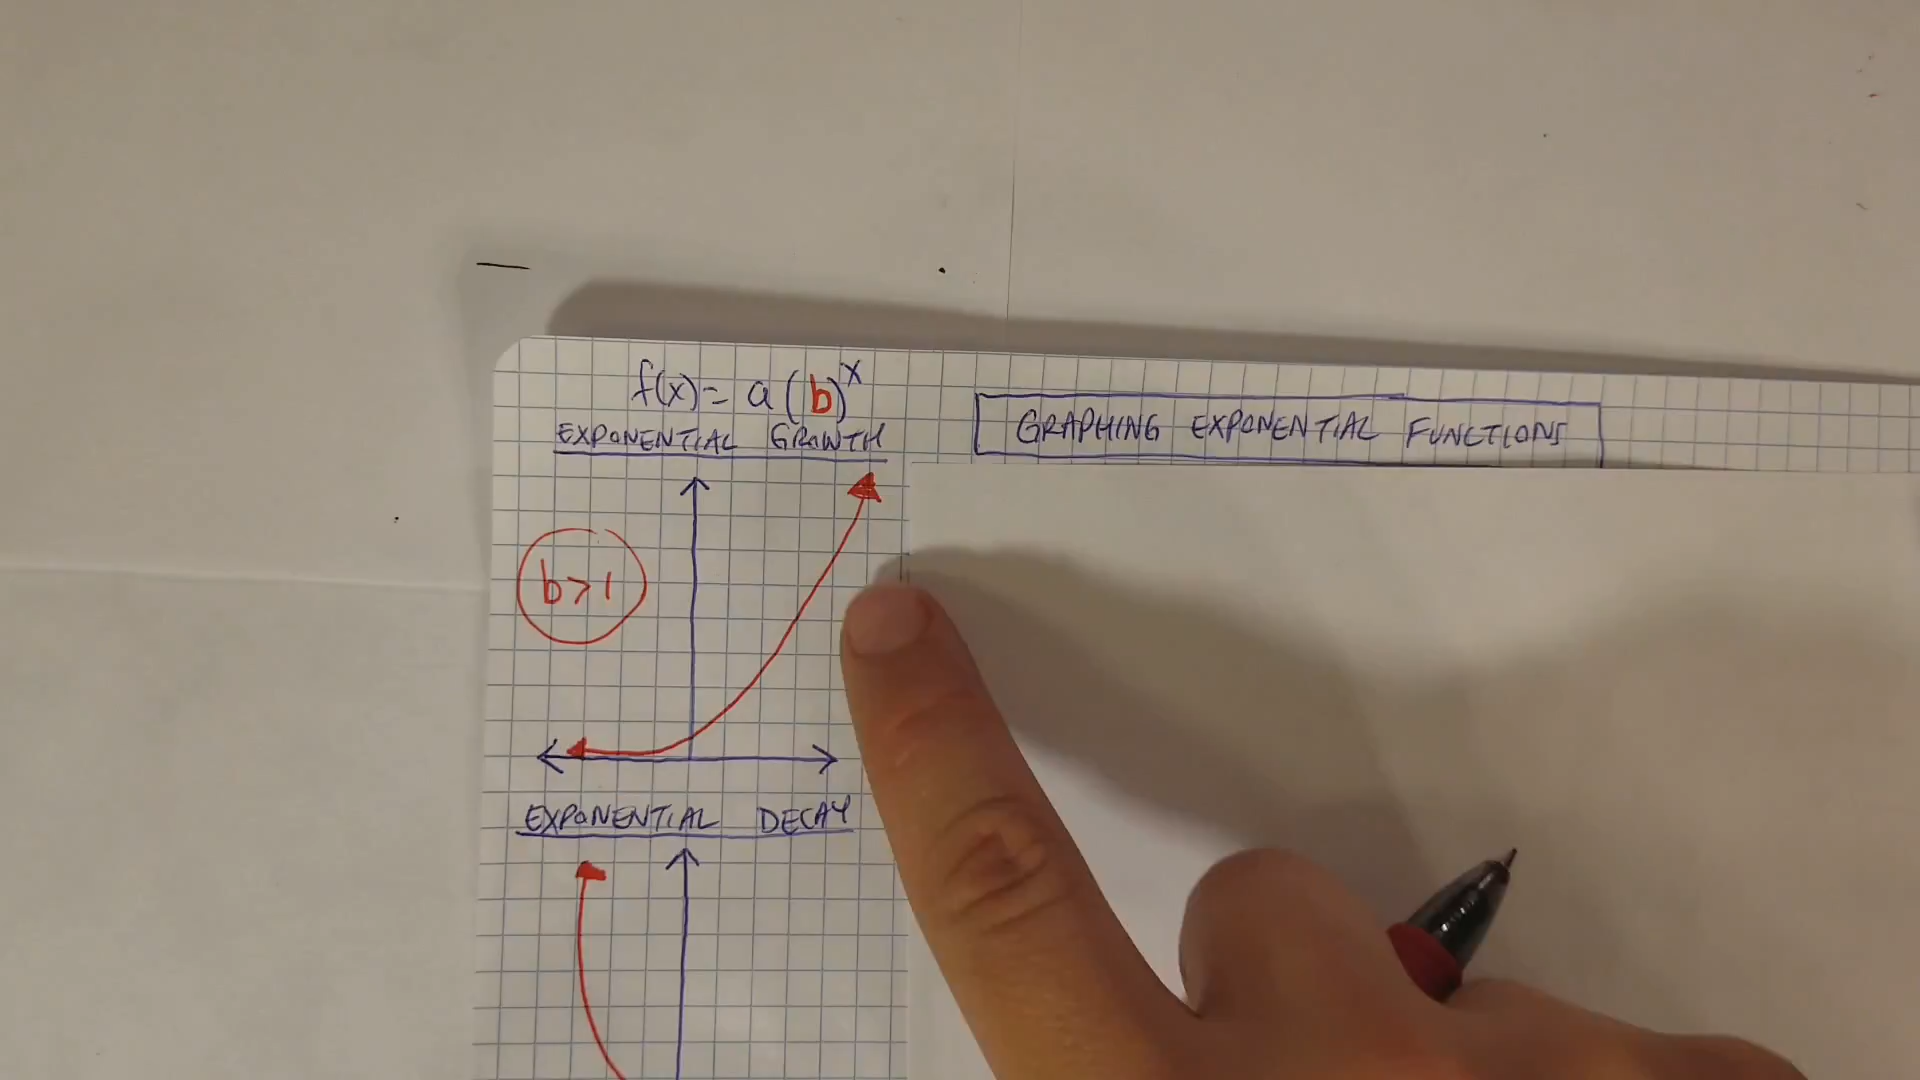 f(x) = a (b)^x
EXPONENTIAL GROWTH
GRAPHING EXPONENTIAL FUNCTIONS
b>1
EXPONENTIAL DECAY